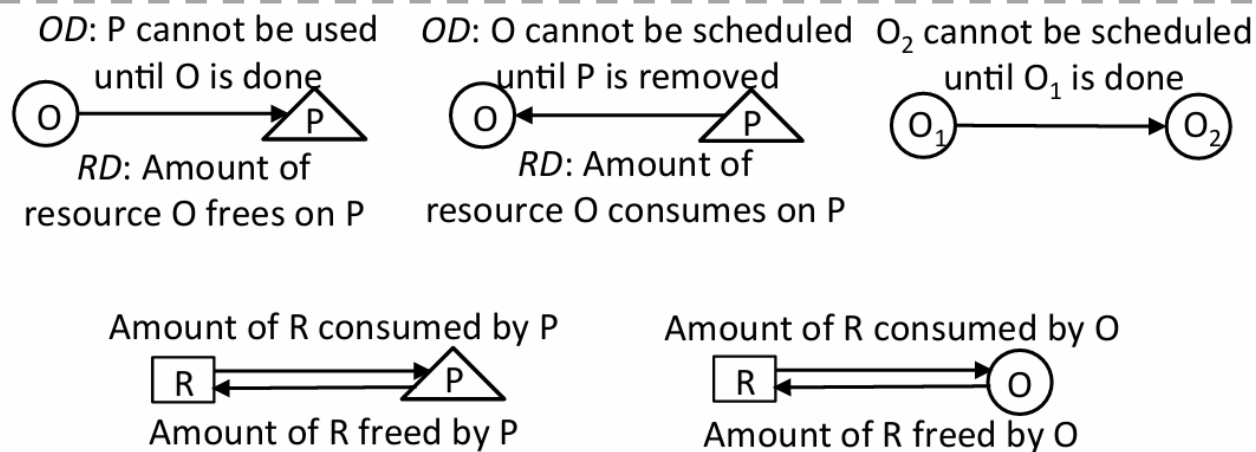 OD: P cannot be used
until O is done
O
P
RD: Amount of
resource O frees on P
OD: O cannot be scheduled
until P is removed
O
P
RD: Amount of
resource O consumes on P
O₂ cannot be scheduled
until O₁ is done
O₁
O₂
Amount of R consumed by P
R
P
Amount of R freed by P
Amount of R consumed by O
R
O
Amount of R freed by O